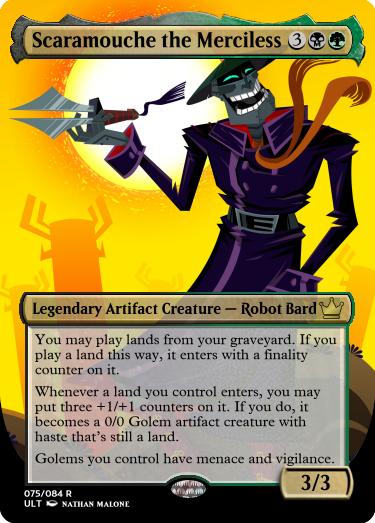 Scaramouche the Merciless 3
Legendary Artifact Creature — Robot Bard
You may play lands from your graveyard. If you
play a land this way, it enters with a finality
counter on it.
Whenever a land you control enters, you may
put three +1/+1 counters on it. If you do, it
becomes a 0/0 Golem artifact creature with
haste that's still a land.
Golems you control have menace and vigilance.
3/3
075/084 R
ULT NATHAN MALONE